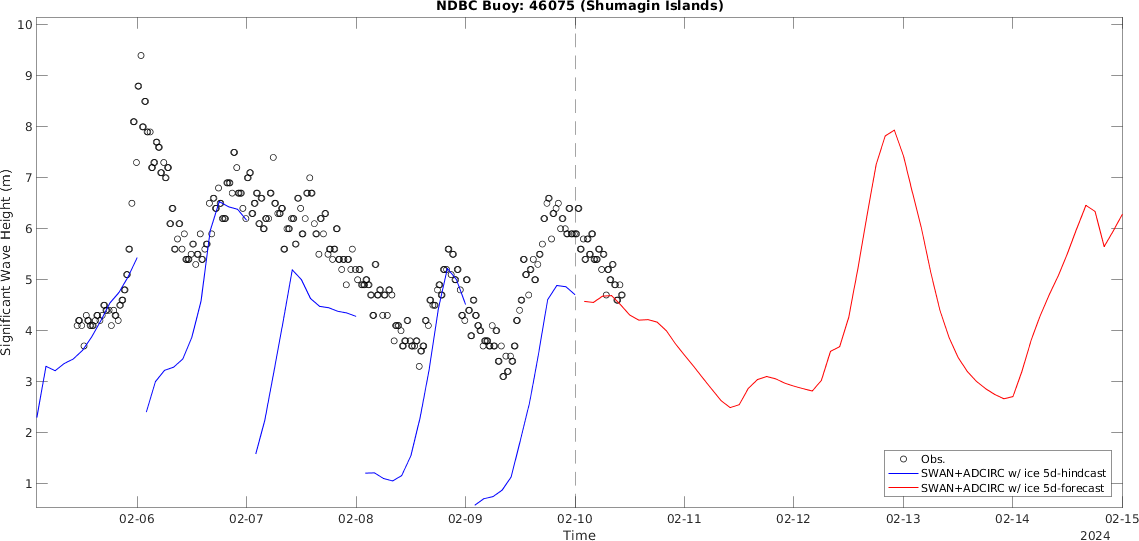 NDBC Buoy: 46075 (Shumagin Islands)
10
9
8
7
6
5
4
3
2
1
Significant Wave Height (m)
Obs.
SWAN+ADCIRC w/ ice 5d-hindcast
SWAN+ADCIRC w/ ice 5d-forecast
02-06 02-07 02-08 02-09 02-10 02-11 02-12 02-13 02-14 02-15
Time
2024